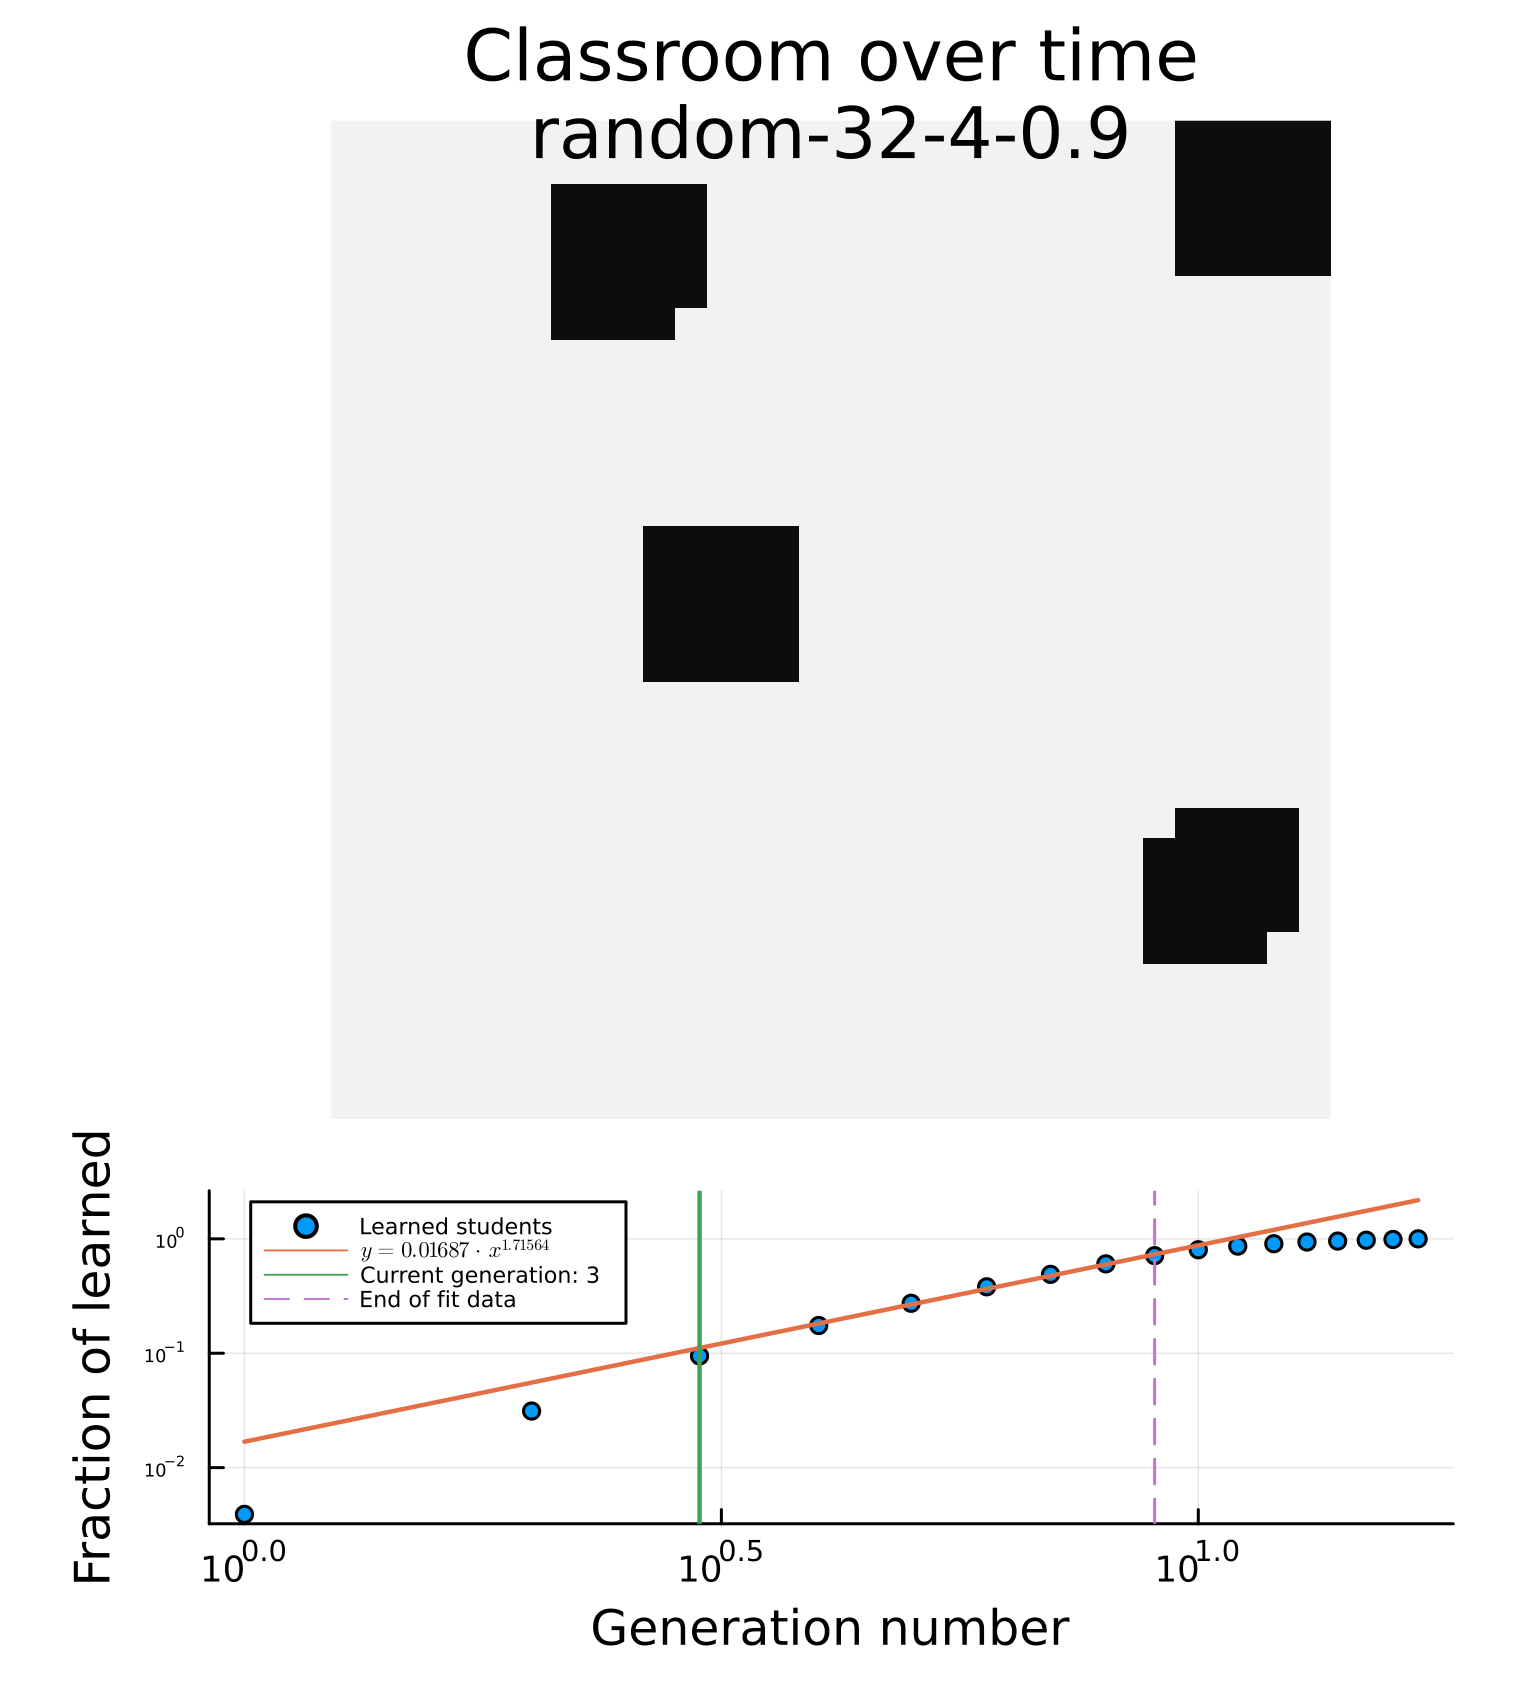 Classroom over time
random-32-4-0.9
Fraction of learned
10⁰
10⁻¹
10⁻²
Learned students
y = 0.01687 · x^1.71564
Current generation: 3
End of fit data
10^0.0 10^0.5 10^1.0
Generation number